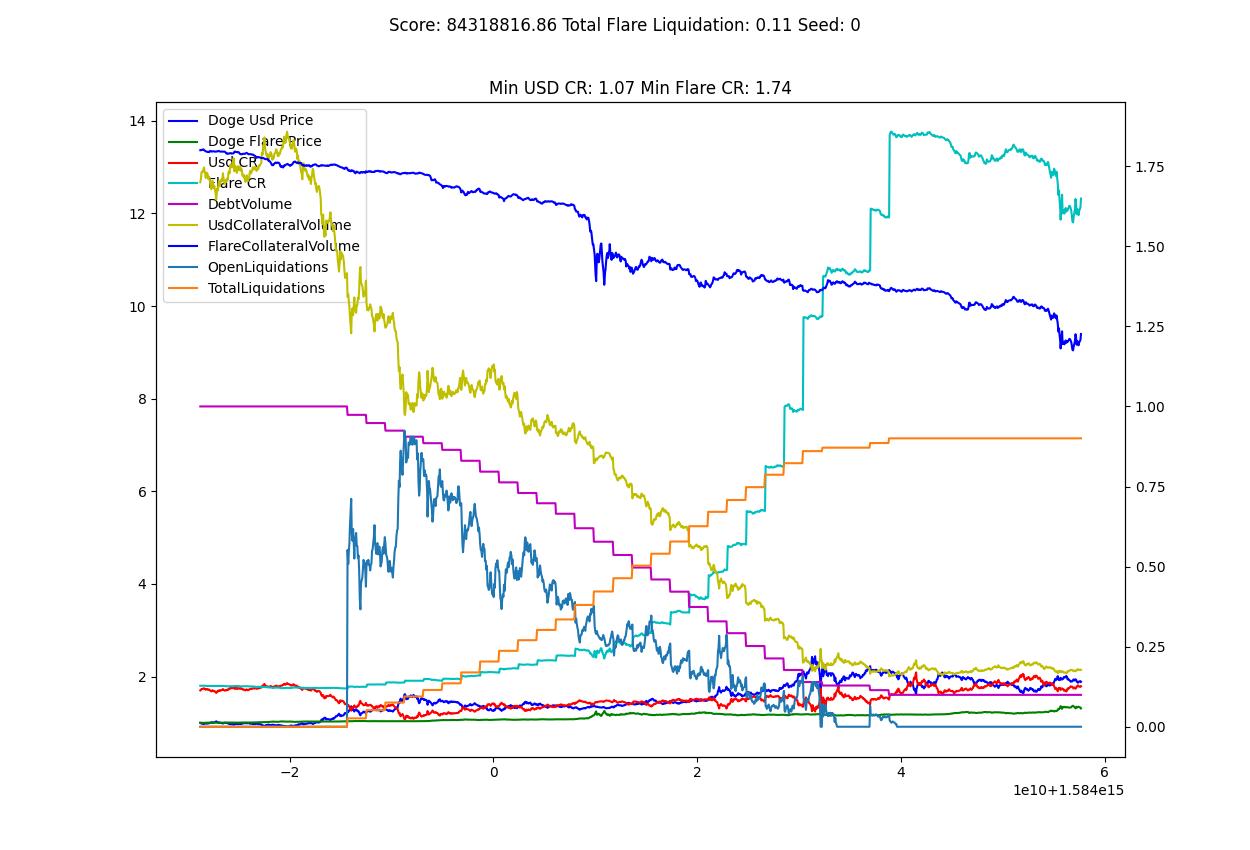 Score: 84318816.86 Total Flare Liquidation: 0.11 Seed: 0
Min USD CR: 1.07 Min Flare CR: 1.74
Doge Usd Price
Doge Flare Price
Usd CR
Flare CR
DebtVolume
UsdCollateralVolume
FlareCollateralVolume
OpenLiquidations
TotalLiquidations
14
12
10
8
6
4
2
1.75
1.50
1.25
1.00
0.75
0.50
0.25
0.00
−2
0
2
4
6
1e10+1.584e15